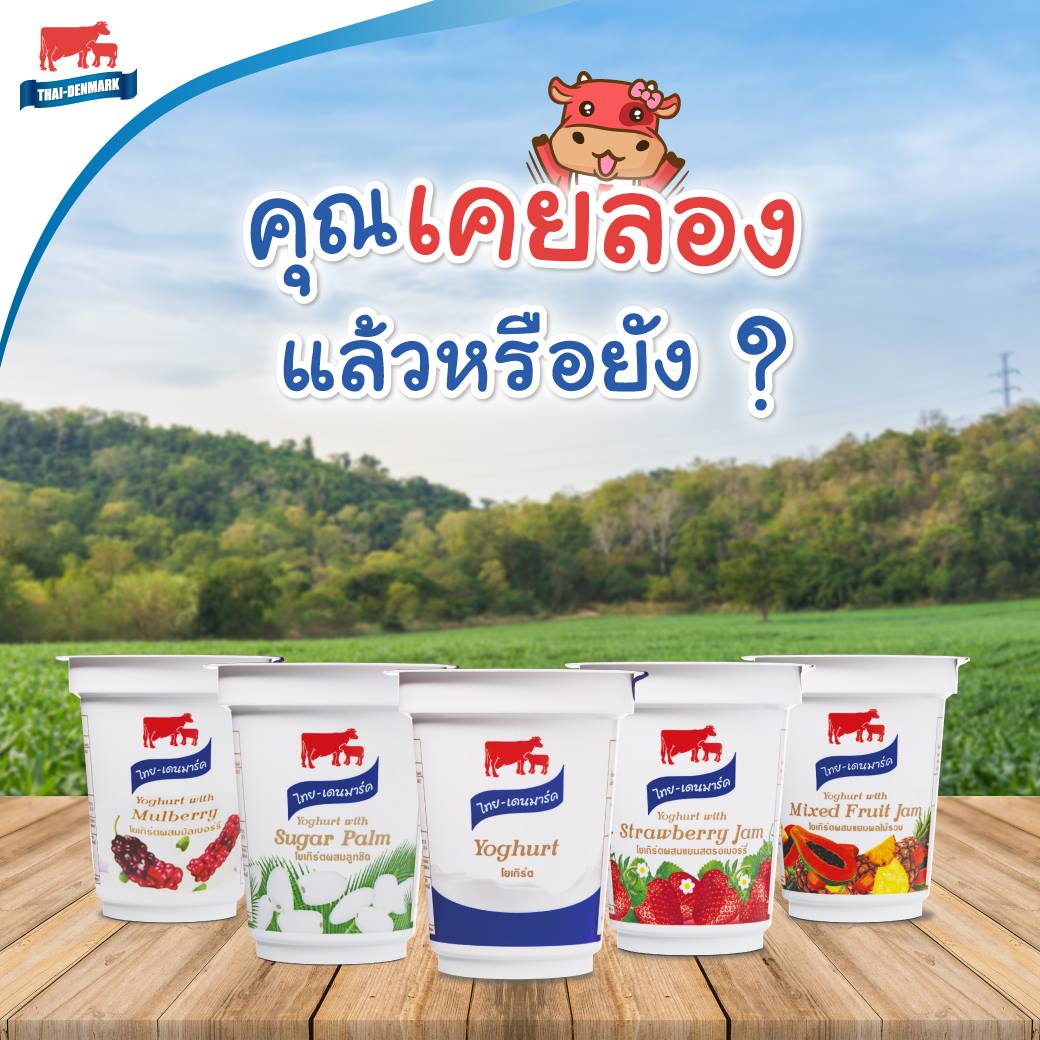 THAI-DENMARK
คุณเคยลอง
แล้วหรือยัง ?
ไทย-เดนมาร์ค
Yoghurt with
Mulberry
โยเกิร์ตผสมมัลเบอร์รี่
ไทย-เดนมาร์ค
Yoghurt with
Sugar Palm
โยเกิร์ตผสมลูกชิด
ไทย-เดนมาร์ค
Yoghurt
โยเกิร์ต
ไทย-เดนมาร์ค
Yoghurt with
Strawberry Jam
โยเกิร์ตผสมแยมสตรอเบอร์รี่
ไทย-เดนมาร์ค
Yoghurt with
Mixed Fruit Jam
โยเกิร์ตผสมแยมผลไม้รวม